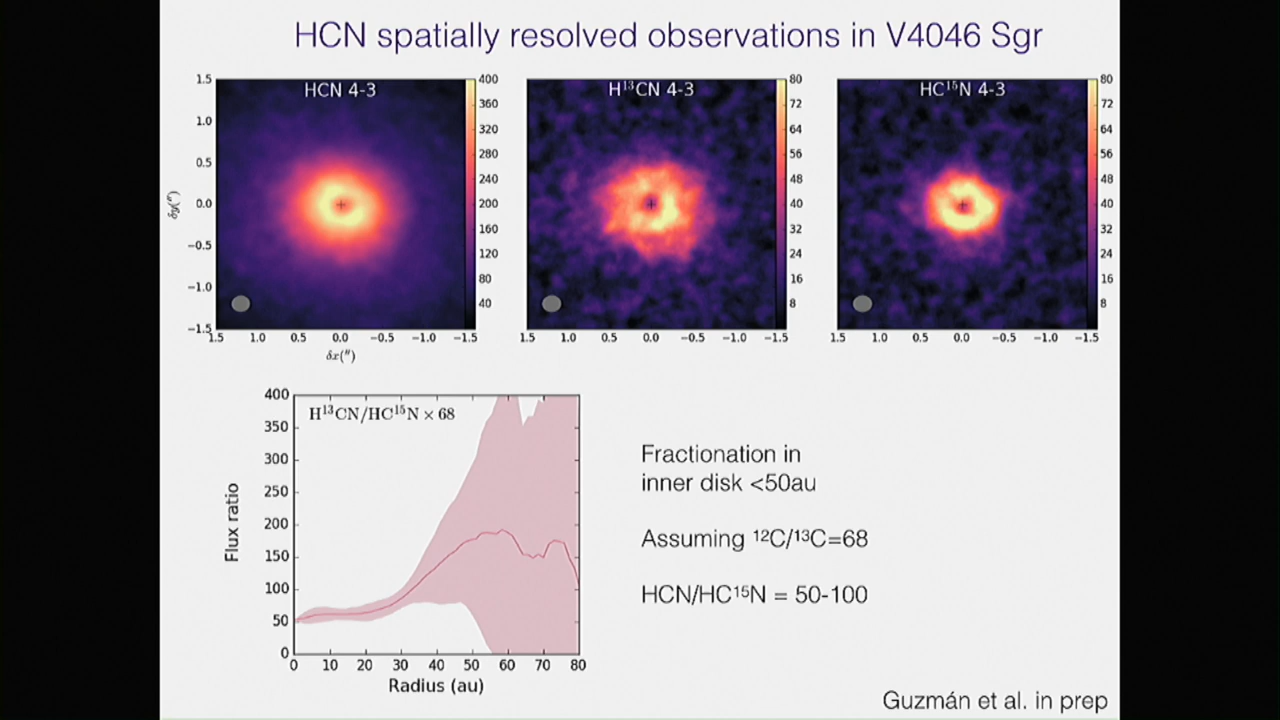 HCN spatially resolved observations in V4046 Sgr
HCN 4-3
H¹³CN 4-3
HC¹⁵N 4-3
1.5
1.0
0.5
0.0
−0.5
−1.0
−1.5
δy(″)
1.5 1.0 0.5 0.0 −0.5 −1.0 −1.5
δx(″)
400
360
320
280
240
200
160
120
80
40
1.5 1.0 0.5 0.0 −0.5 −1.0 −1.5
80
72
64
56
48
40
32
24
16
8
1.5 1.0 0.5 0.0 −0.5 −1.0 −1.5
80
72
64
56
48
40
32
24
16
8
H¹³CN/HC¹⁵N × 68
400
350
300
250
200
150
100
50
0
Flux ratio
0 10 20 30 40 50 60 70 80
Radius (au)
Fractionation in
inner disk <50au
Assuming ¹²C/¹³C=68
HCN/HC¹⁵N = 50-100
Guzmán et al. in prep